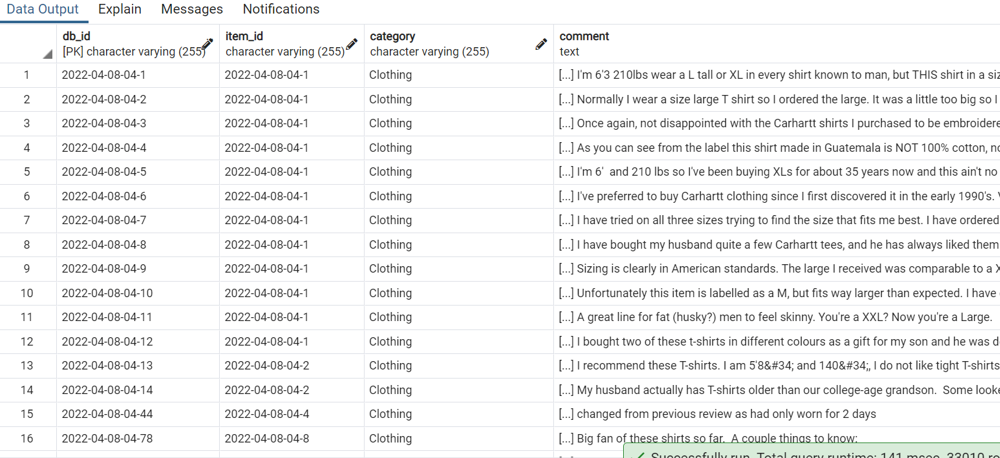 Data Output Explain Messages Notifications
db_id item_id category comment
[PK] character varying (255) character varying (255) character varying (255) text
1 2022-04-08-04-1 2022-04-08-04-1 Clothing [...] I'm 6'3 210lbs wear a L tall or XL in every shirt known to man, but THIS shirt in a siz
2 2022-04-08-04-2 2022-04-08-04-1 Clothing [...] Normally I wear a size large T shirt so I ordered the large. It was a little too big so I
3 2022-04-08-04-3 2022-04-08-04-1 Clothing [...] Once again, not disappointed with the Carhartt shirts I purchased to be embroidere
4 2022-04-08-04-4 2022-04-08-04-1 Clothing [...] As you can see from the label this shirt made in Guatemala is NOT 100% cotton, no
5 2022-04-08-04-5 2022-04-08-04-1 Clothing [...] I'm 6'  and 210 lbs so I've been buying XLs for about 35 years now and this ain't no
6 2022-04-08-04-6 2022-04-08-04-1 Clothing [...] I've preferred to buy Carhartt clothing since I first discovered it in the early 1990's.
7 2022-04-08-04-7 2022-04-08-04-1 Clothing [...] I have tried on all three sizes trying to find the size that fits me best. I have ordered
8 2022-04-08-04-8 2022-04-08-04-1 Clothing [...] I have bought my husband quite a few Carhartt tees, and he has always liked them
9 2022-04-08-04-9 2022-04-08-04-1 Clothing [...] Sizing is clearly in American standards. The large I received was comparable to a X
10 2022-04-08-04-10 2022-04-08-04-1 Clothing [...] Unfortunately this item is labelled as a M, but fits way larger than expected. I have
11 2022-04-08-04-11 2022-04-08-04-1 Clothing [...] A great line for fat (husky?) men to feel skinny. You're a XXL? Now you're a Large.
12 2022-04-08-04-12 2022-04-08-04-1 Clothing [...] I bought two of these t-shirts in different colours as a gift for my son and he was d
13 2022-04-08-04-13 2022-04-08-04-2 Clothing [...] I recommend these T-shirts. I am 5'8&#34; and 140&#34;, I do not like tight T-shirts
14 2022-04-08-04-14 2022-04-08-04-2 Clothing [...] My husband actually has T-shirts older than our college-age grandson.  Some looke
15 2022-04-08-04-44 2022-04-08-04-4 Clothing [...] changed from previous review as had only worn for 2 days
16 2022-04-08-04-78 2022-04-08-04-8 Clothing [...] Big fan of these shirts so far.  A couple things to know:
Successfully run. Total query runtime: 141 msec. 33010 ro